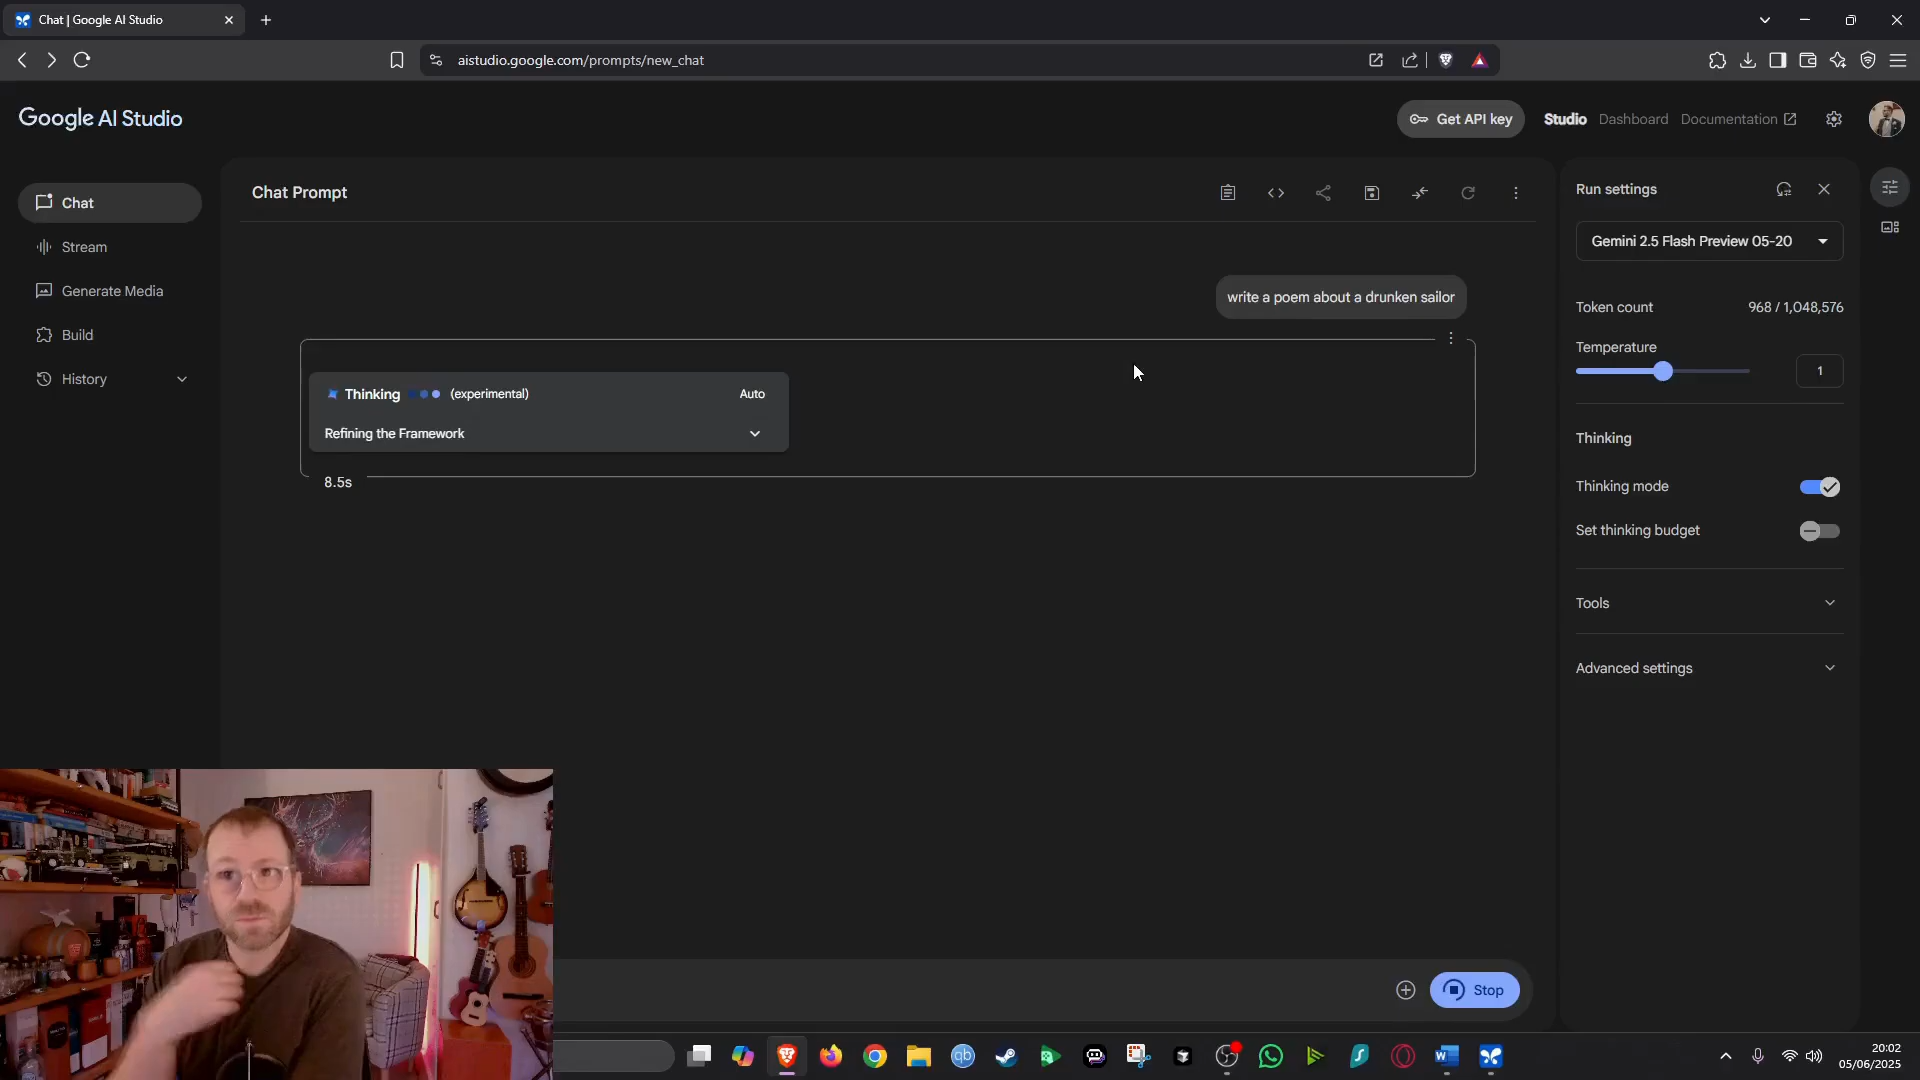 Chat | Google AI Studio
aistudio.google.com/prompts/new_chat
Google AI Studio
Get API key
Studio
Dashboard
Documentation
Chat
Stream
Generate Media
Build
History
Chat Prompt
write a poem about a drunken sailor
Thinking
(experimental)
Auto
Refining the Framework
8.5s
Stop
Run settings
Gemini 2.5 Flash Preview 05-20
Token count
968 / 1,048,576
Temperature
1
Thinking
Thinking mode
Set thinking budget
Tools
Advanced settings
qb
20:02
05/06/2025